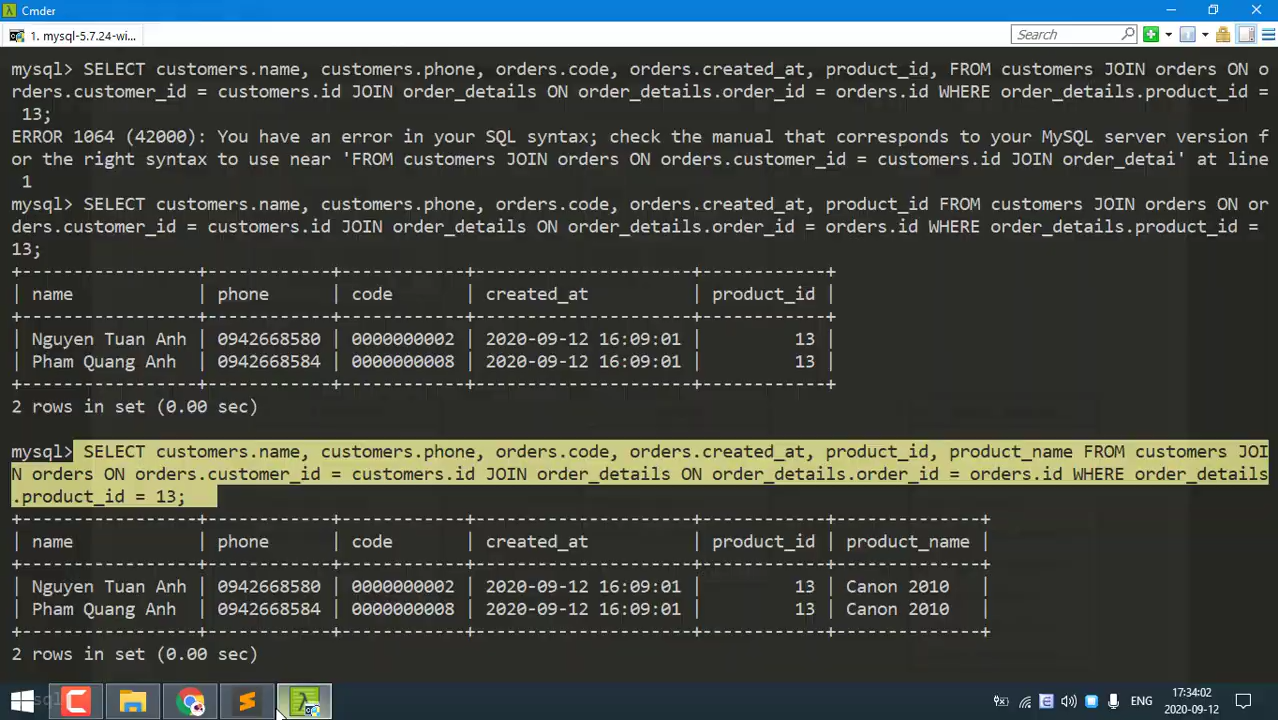 Cmder
1. mysql-5.7.24-wi...
Search
mysql> SELECT customers.name, customers.phone, orders.code, orders.created_at, product_id, FROM customers JOIN orders ON o
rders.customer_id = customers.id JOIN order_details ON order_details.order_id = orders.id WHERE order_details.product_id =
13;
ERROR 1064 (42000): You have an error in your SQL syntax; check the manual that corresponds to your MySQL server version f
or the right syntax to use near 'FROM customers JOIN orders ON orders.customer_id = customers.id JOIN order_detai' at line
1
mysql> SELECT customers.name, customers.phone, orders.code, orders.created_at, product_id FROM customers JOIN orders ON or
ders.customer_id = customers.id JOIN order_details ON order_details.order_id = orders.id WHERE order_details.product_id =
13;
+----------------+------------+------------+---------------------+------------+
| name | phone | code | created_at | product_id |
+----------------+------------+------------+---------------------+------------+
| Nguyen Tuan Anh | 0942668580 | 0000000002 | 2020-09-12 16:09:01 | 13 |
| Pham Quang Anh | 0942668584 | 0000000008 | 2020-09-12 16:09:01 | 13 |
+----------------+------------+------------+---------------------+------------+
2 rows in set (0.00 sec)
mysql> SELECT customers.name, customers.phone, orders.code, orders.created_at, product_id, product_name FROM customers JOI
N orders ON orders.customer_id = customers.id JOIN order_details ON order_details.order_id = orders.id WHERE order_details
.product_id = 13;
+----------------+------------+------------+---------------------+------------+--------------+
| name | phone | code | created_at | product_id | product_name |
+----------------+------------+------------+---------------------+------------+--------------+
| Nguyen Tuan Anh | 0942668580 | 0000000002 | 2020-09-12 16:09:01 | 13 | Canon 2010 |
| Pham Quang Anh | 0942668584 | 0000000008 | 2020-09-12 16:09:01 | 13 | Canon 2010 |
+----------------+------------+------------+---------------------+------------+--------------+
2 rows in set (0.00 sec)
ENG
17:34:02
2020-09-12